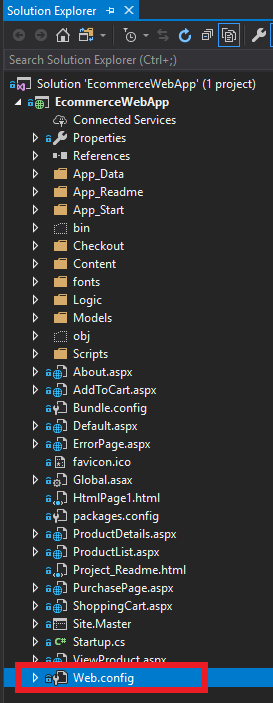 Solution Explorer
Search Solution Explorer (Ctrl+;)
Solution 'EcommerceWebApp' (1 project)
EcommerceWebApp
Connected Services
Properties
References
App_Data
App_Readme
App_Start
bin
Checkout
Content
fonts
Logic
Models
obj
Scripts
About.aspx
AddToCart.aspx
Bundle.config
Default.aspx
ErrorPage.aspx
favicon.ico
Global.asax
HtmlPage1.html
packages.config
ProductDetails.aspx
ProductList.aspx
Project_Readme.html
PurchasePage.aspx
ShoppingCart.aspx
Site.Master
C# Startup.cs
ViewProduct.aspx
Web.config